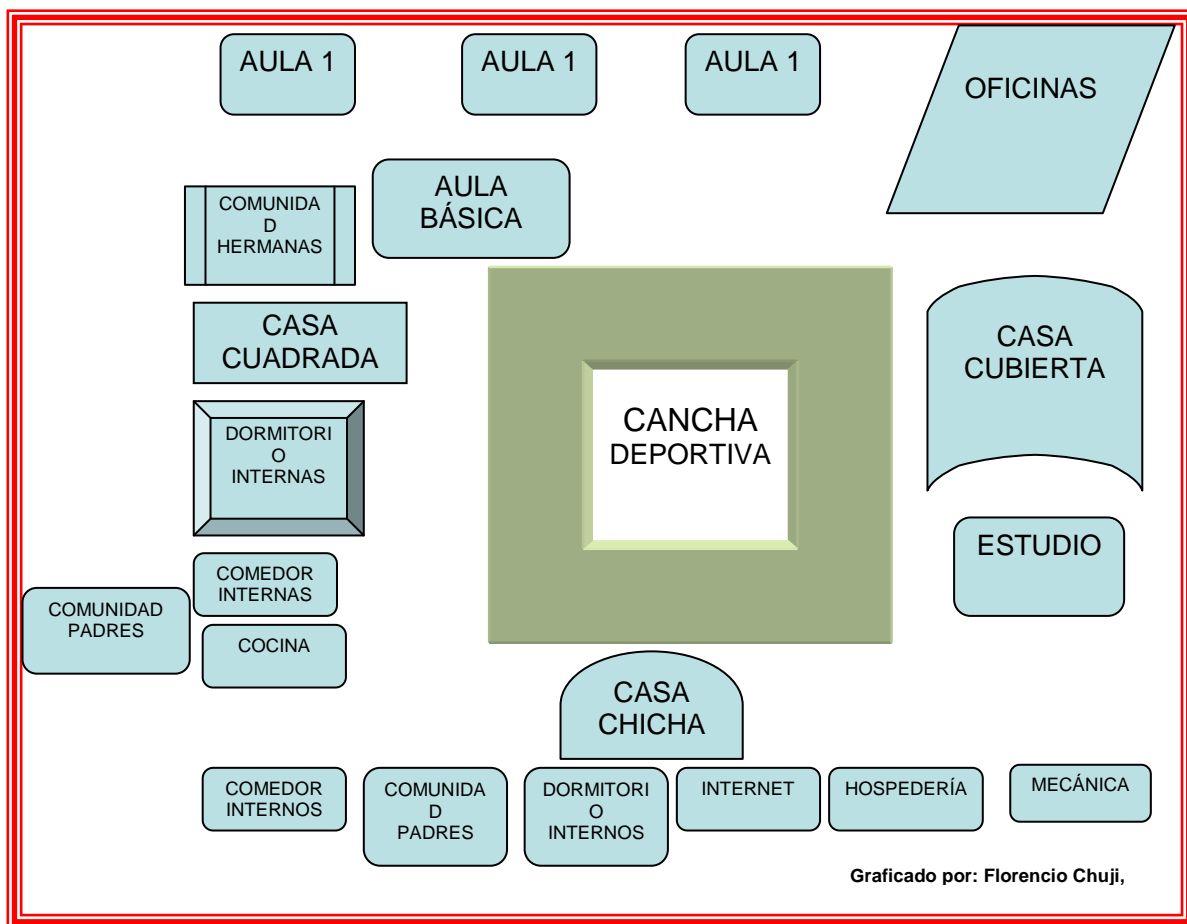 AULA 1
AULA 1
AULA 1
OFICINAS
AULA
BÁSICA
COMUNIDA
D
HERMANAS
CASA
CUADRADA
CASA
CUBIERTA
CANCHA
DEPORTIVA
DORMITORI
O
INTERNAS
ESTUDIO
COMEDOR
INTERNAS
COMUNIDAD
PADRES
COCINA
CASA
CHICHA
COMEDOR
INTERNOS
COMUNIDA
D
PADRES
DORMITORI
O
INTERNOS
INTERNET
HOSPEDERÍA
MECÁNICA
Graficado por: Florencio Chuji,